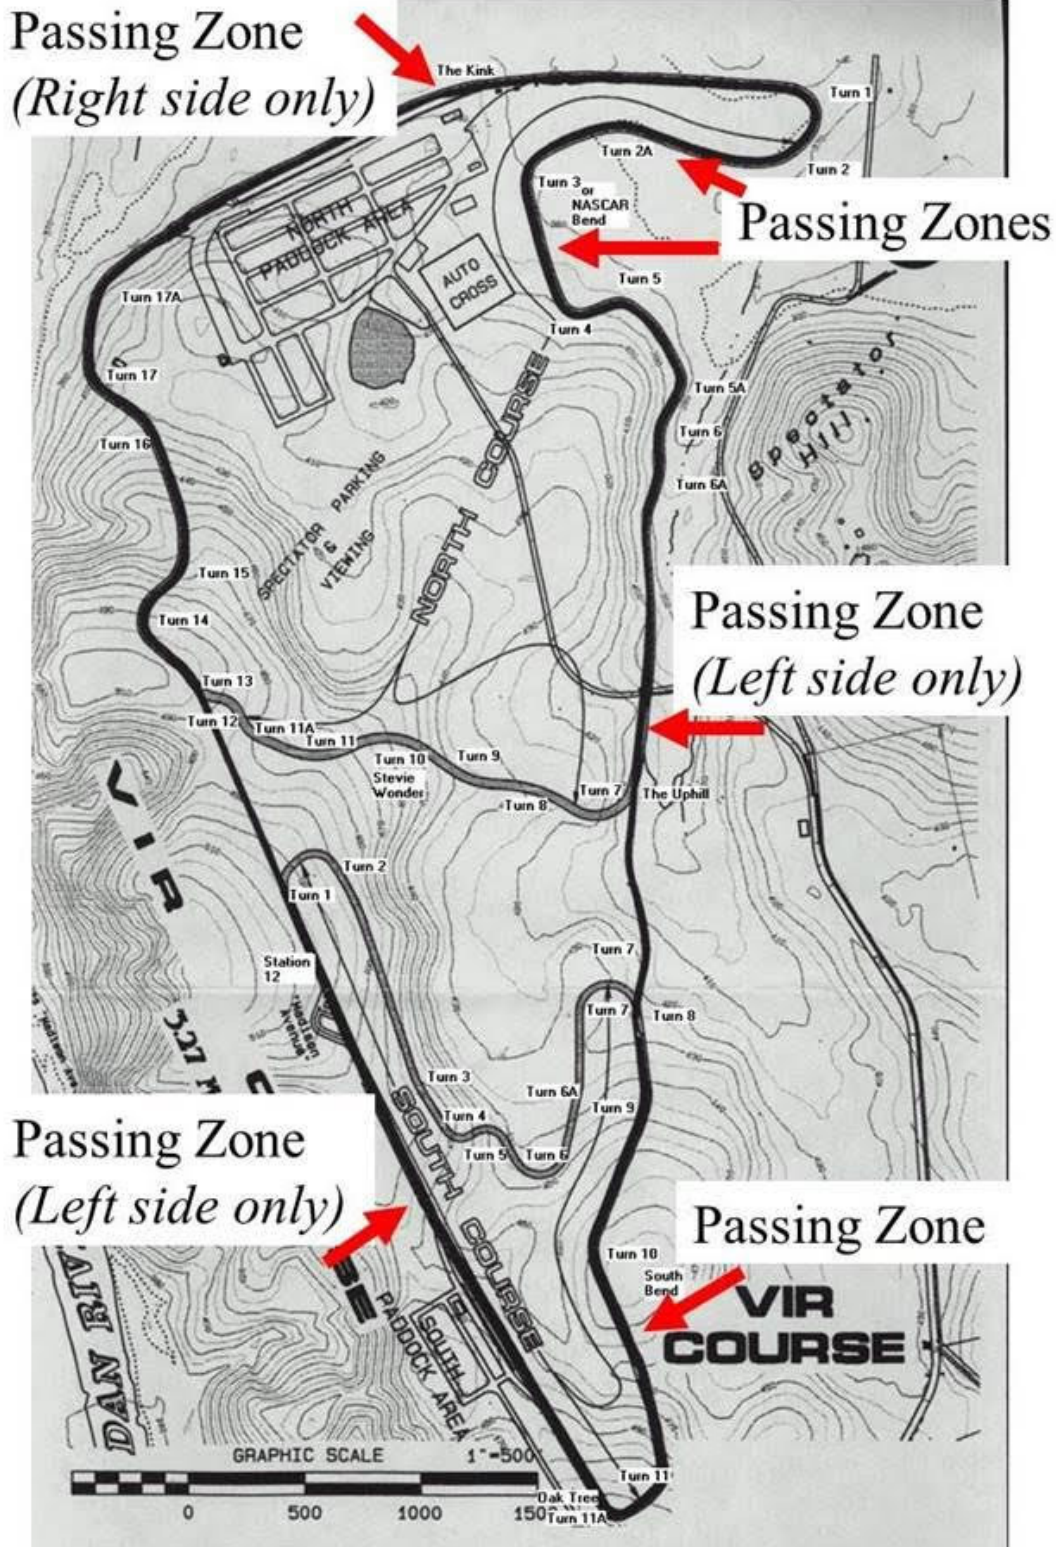 Passing Zone
(Right side only)
The Kink
Turn 1
Turn 2A
Turn 2
Turn 3
or
NASCAR
Bend
Passing Zones
NORTH
PADDOCK AREA
AUTO
CROSS
Turn 5
Turn 17A
Turn 4
Turn 17
Turn 5A
Spectator
Hill
Turn 16
Turn 6
Turn 6A
SPECTATOR PARKING
&
VIEWING
NORTH COURSE
Turn 15
Turn 14
Passing Zone
(Left side only)
Turn 13
Turn 12
Turn 11A
Turn 11
Turn 10
Stevie
Wonder
Turn 9
Turn 8
Turn 7
The Uphill
VIR
Turn 2
Turn 1
Station
12
Turn 7
Turn 7
Turn 8
Turn 3
Turn 4
Turn 5
Turn 6
Turn 6A
Turn 9
SOUTH COURSE
Passing Zone
(Left side only)
Passing Zone
Turn 10
South
Bend
VIR
COURSE
SOUTH
PADDOCK AREA
DAN RIV
GRAPHIC SCALE 1"=500'
0 500 1000 150
Turn 11
Oak Tree
Turn 11A